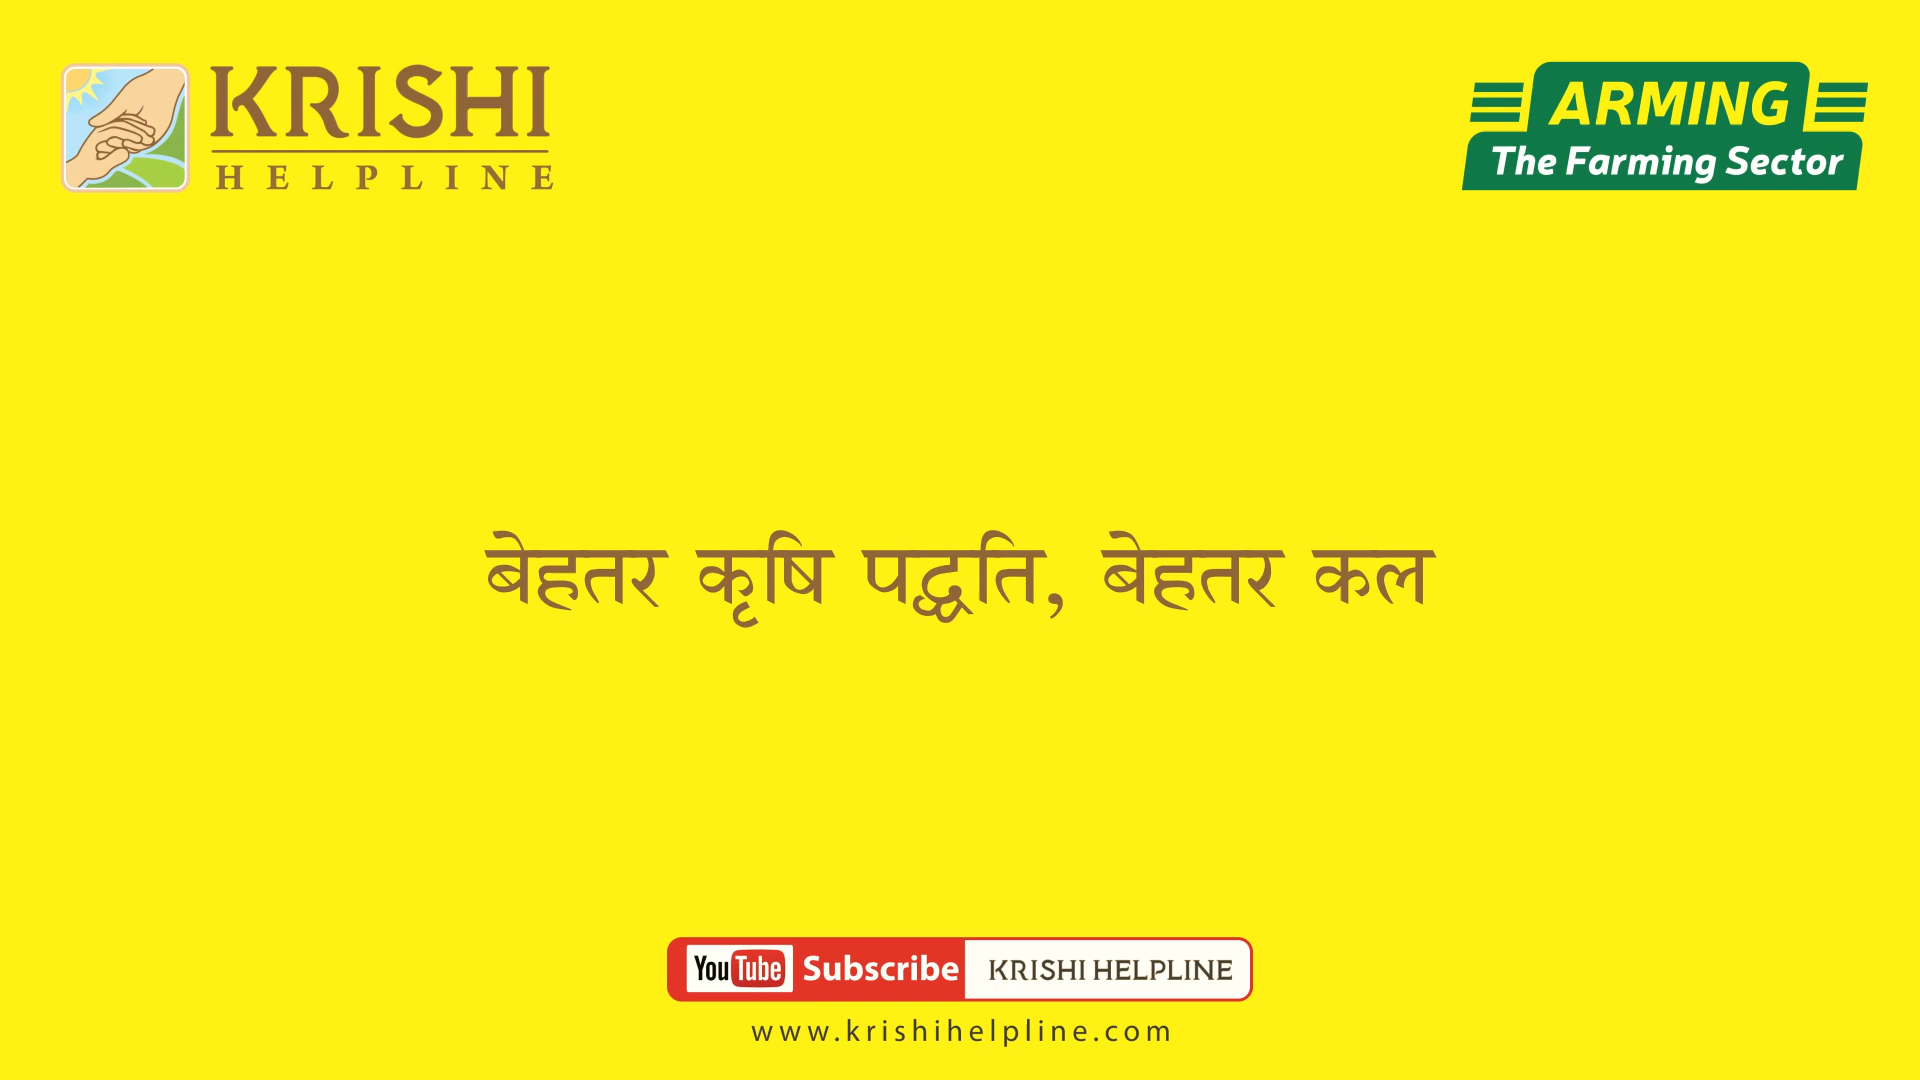 KRISHI
HELPLINE
ARMING
The Farming Sector
बेहतर कृषि पद्धति, बेहतर कल
YouTube Subscribe KRISHI HELPLINE
www.krishihelpline.com